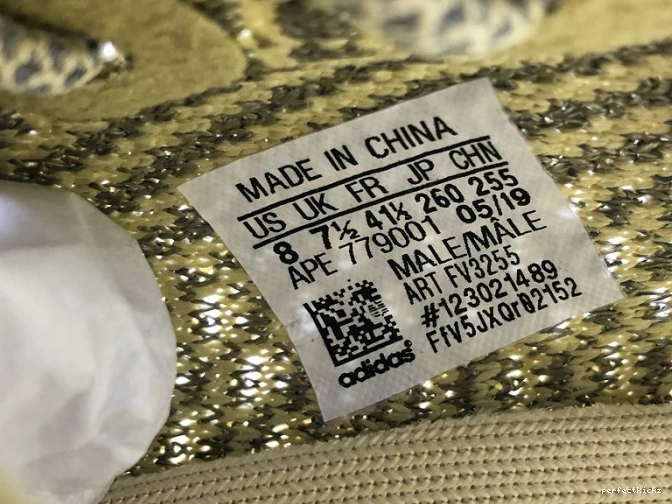 MADE IN CHINA
US UK FR JP CHN
8 7½ 41⅓ 260 255
APE 779001 05/19
MALE/MÂLE
ART FV3255
#123021489
FfV5JXQr02152
adidas
perfectkickz